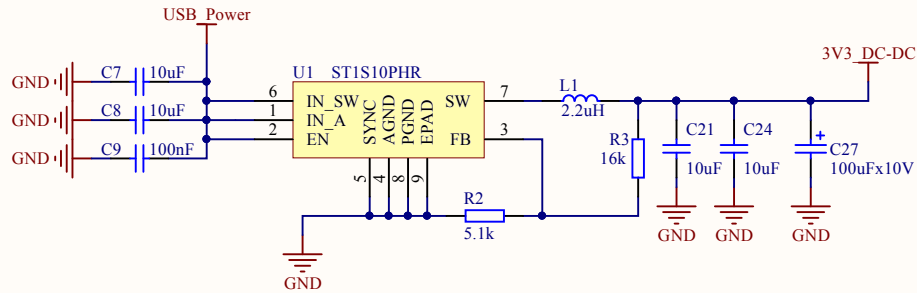 USB_Power
3V3_DC-DC
GND C7 10uF
U1 ST1S10PHR
L1
2.2uH
6 IN_SW SW 7
GND C8 10uF
1 IN_A
2 EN FB 3
SYNC
AGND
PGND
EPAD
GND C9 100nF
5 4 8 9
R3
16k
C21
10uF
C24
10uF
C27
+
100uFx10V
R2
5.1k
GND
GND
GND
GND